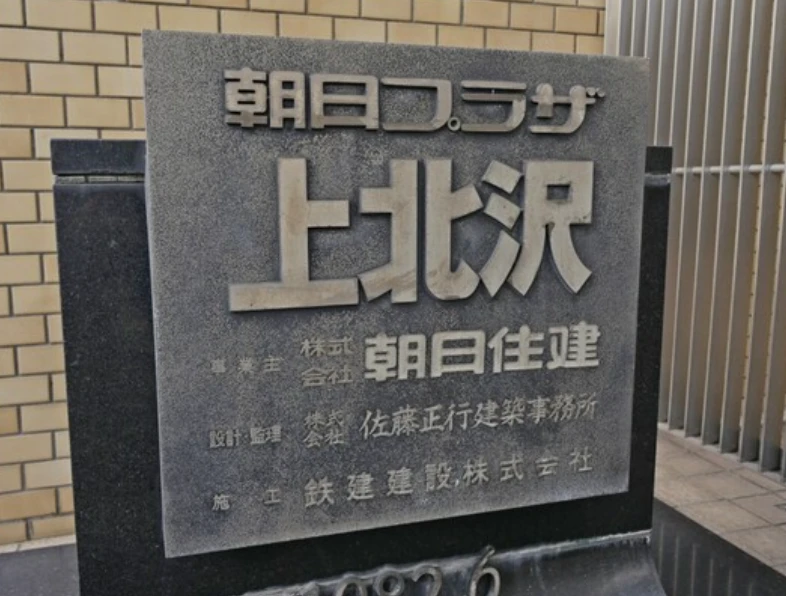 朝日プラザ
上北沢
事業主 株式会社 朝日住建
設計・監理 株式会社 佐藤正行建築事務所
施工 鉄建建設株式会社
1982.6